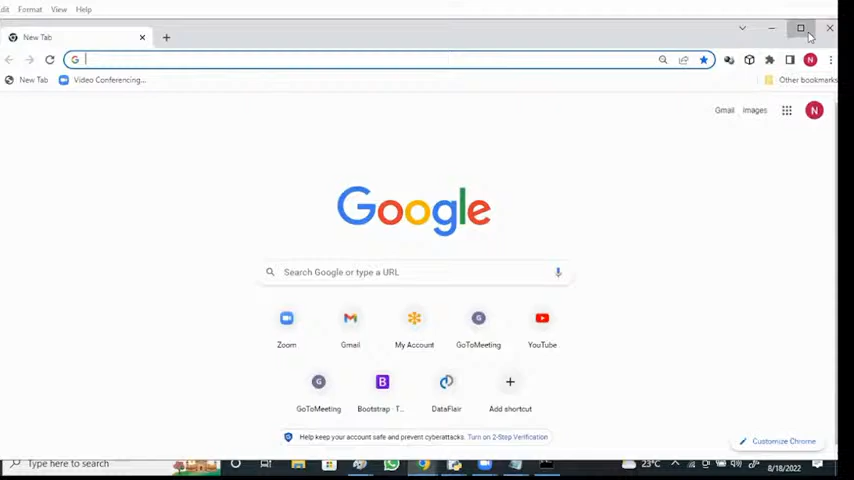 Format View Help
New Tab
New Tab Video Conferencing... Other bookmarks
Gmail Images N
Google
Search Google or type a URL
Zoom Gmail My Account GoToMeeting YouTube
GoToMeeting Bootstrap · T... DataFlair Add shortcut
Help keep your account safe and prevent cyberattacks. Turn on 2-Step Verification
Customize Chrome
Type here to search 23°C
8/18/2022